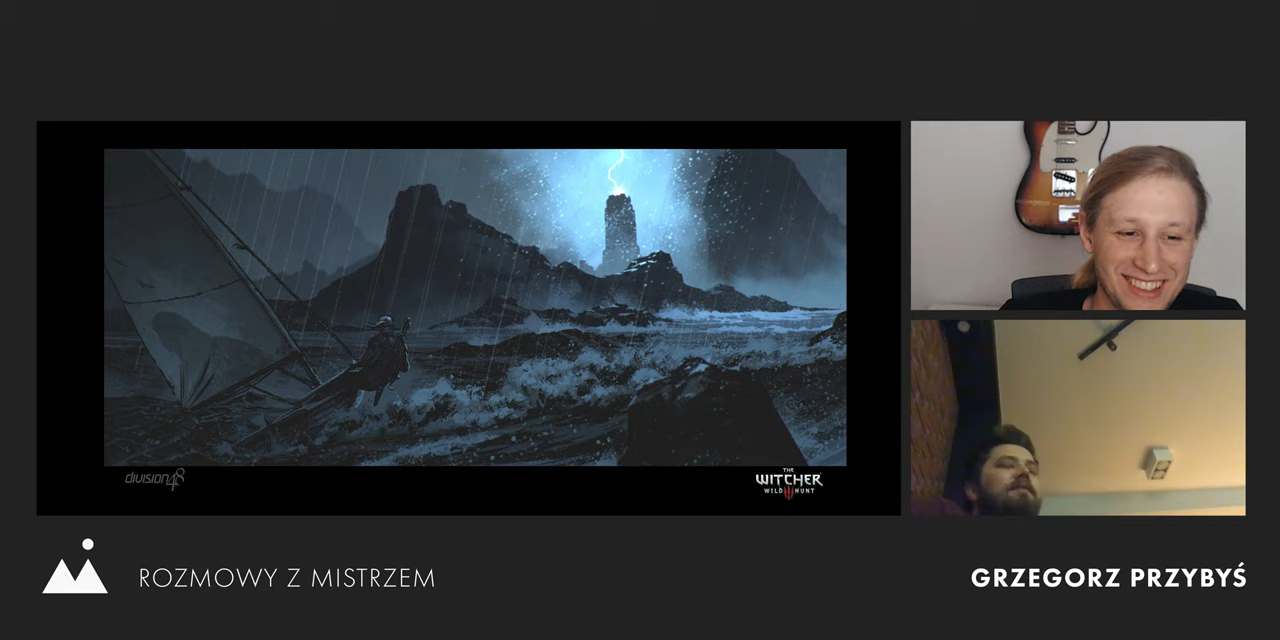 division48
THE
WITCHER
WILD HUNT
ROZMOWY Z MISTRZEM
GRZEGORZ PRZYBYŚ